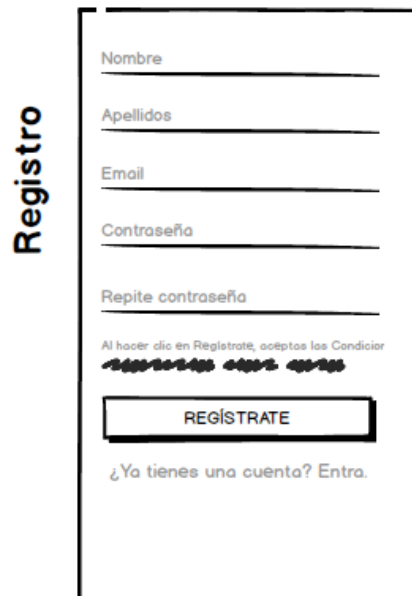 Registro
Nombre
Apellidos
Email
Contraseña
Repite contraseña
Al hacer clic en Regístrate, aceptas las Condicior
REGÍSTRATE
¿Ya tienes una cuenta? Entra.